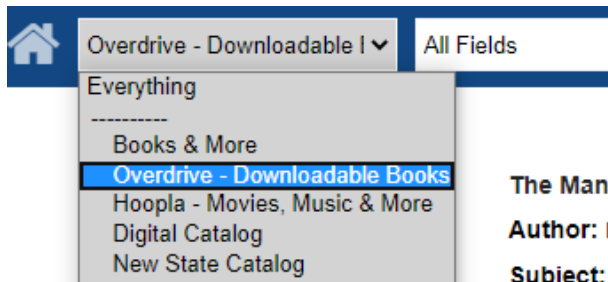 Overdrive - Downloadable
All Fields
Everything
----------
Books & More
Overdrive - Downloadable Books
Hoopla - Movies, Music & More
Digital Catalog
New State Catalog
The Man
Author:
Subject: